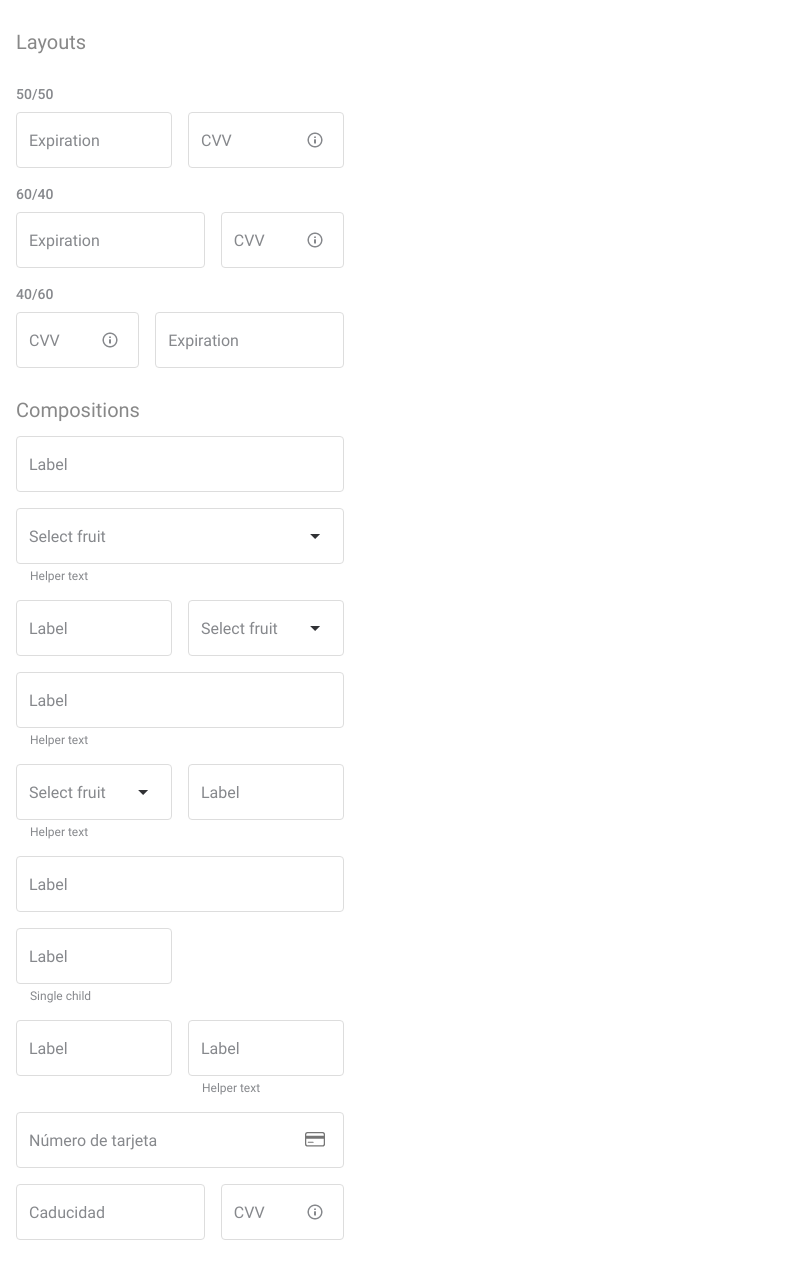 Layouts
50/50
Expiration CVV
60/40
Expiration CVV
40/60
CVV Expiration
Compositions
Label
Select fruit
Helper text
Label Select fruit
Label
Helper text
Select fruit Label
Helper text
Label
Label
Single child
Label Label
Helper text
Número de tarjeta
Caducidad CVV